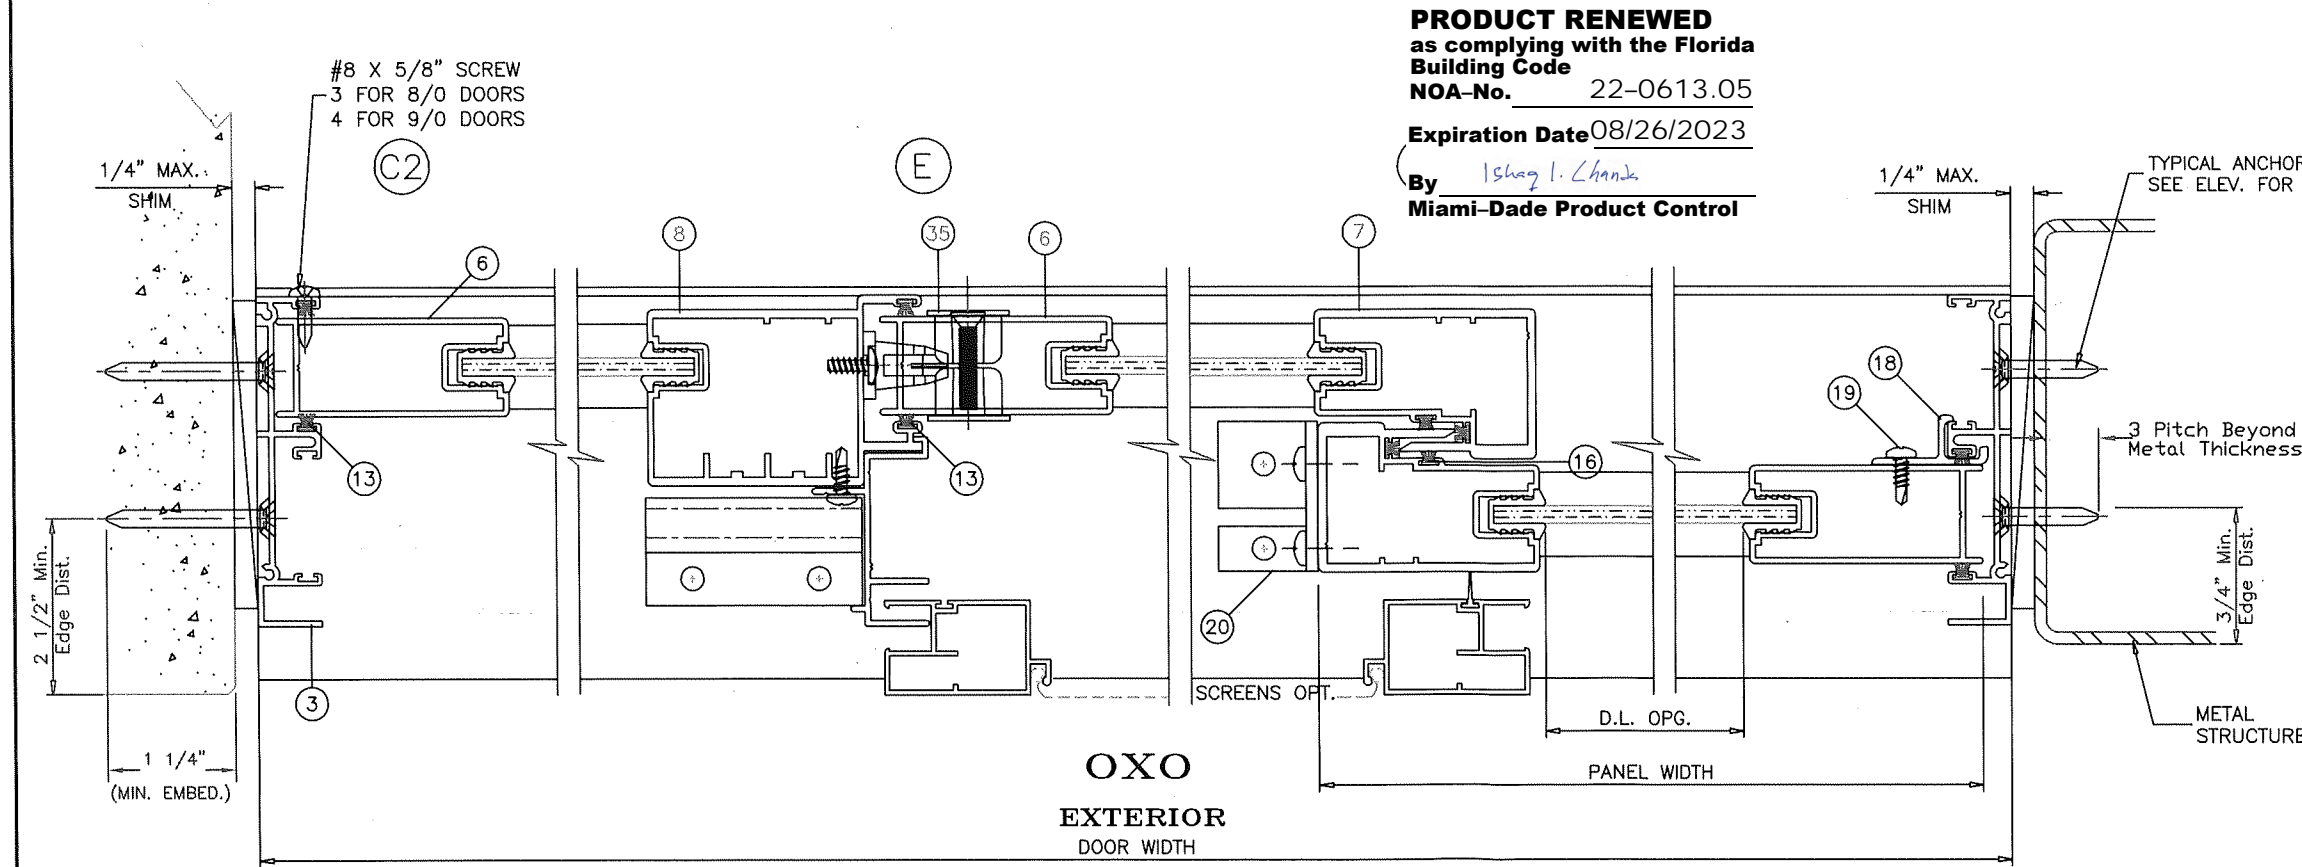 PRODUCT RENEWED
as complying with the Florida
Building Code
NOA-No. 22-0613.05
Expiration Date 08/26/2023
By Ishaq I. Chanda
Miami-Dade Product Control
#8 X 5/8" SCREW
3 FOR 8/0 DOORS
4 FOR 9/0 DOORS
C2
E
1/4" MAX.
SHIM
1/4" MAX.
SHIM
TYPICAL ANCHOR
SEE ELEV. FOR
6
8
35
6
7
18
19
3 Pitch Beyond
Metal Thickness
13
13
16
2 1/2" Min.
Edge Dist.
3/4" Min.
Edge Dist.
20
3
SCREENS OPT.
D.L. OPG.
METAL
STRUCTURE
1 1/4"
(MIN. EMBED.)
PANEL WIDTH
OXO
EXTERIOR
DOOR WIDTH